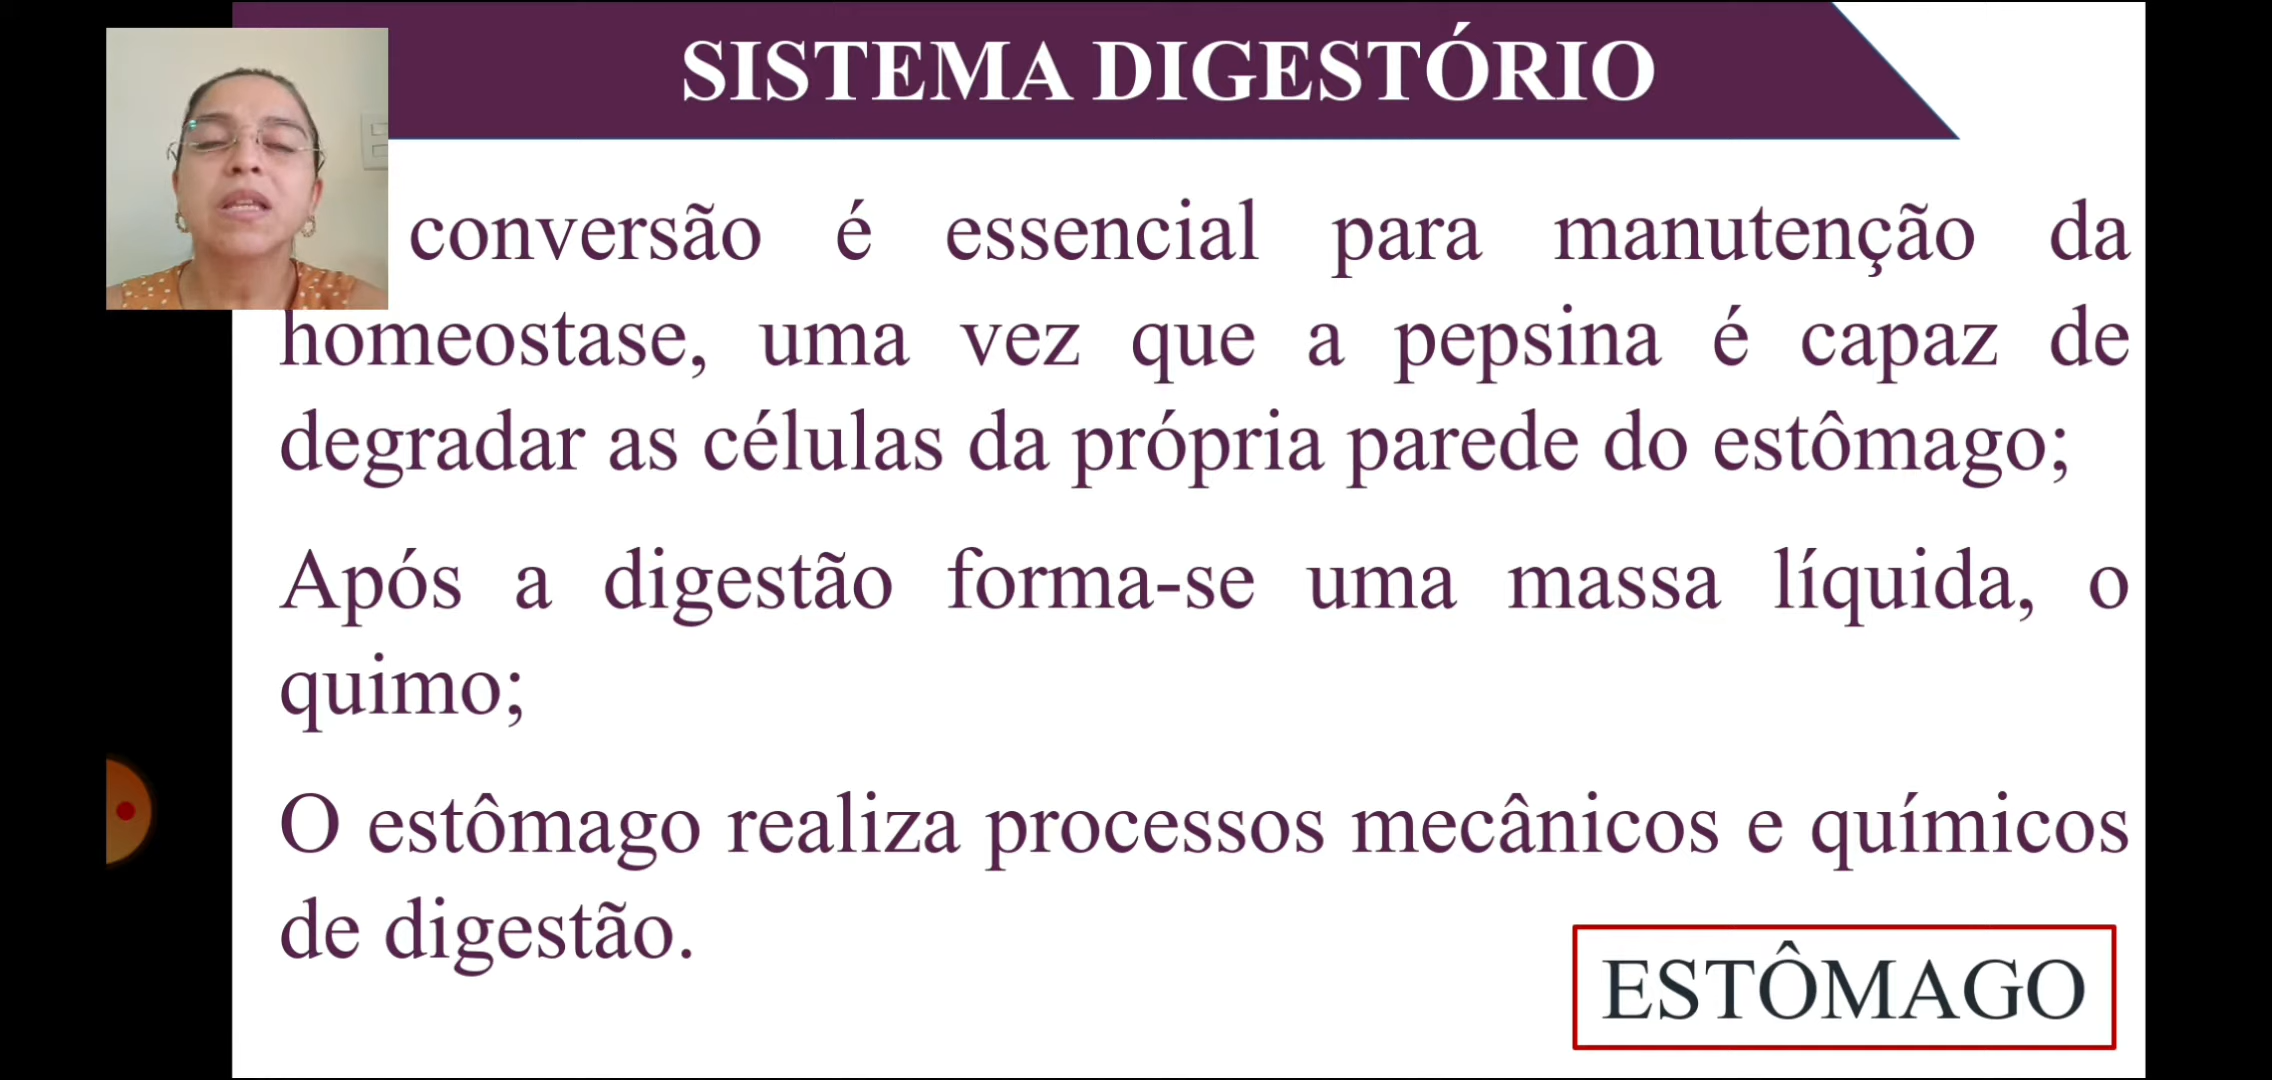 SISTEMA DIGESTÓRIO
conversão é essencial para manutenção da
homeostase, uma vez que a pepsina é capaz de
degradar as células da própria parede do estômago;
Após a digestão forma-se uma massa líquida, o
quimo;
O estômago realiza processos mecânicos e químicos
de digestão.
ESTÔMAGO